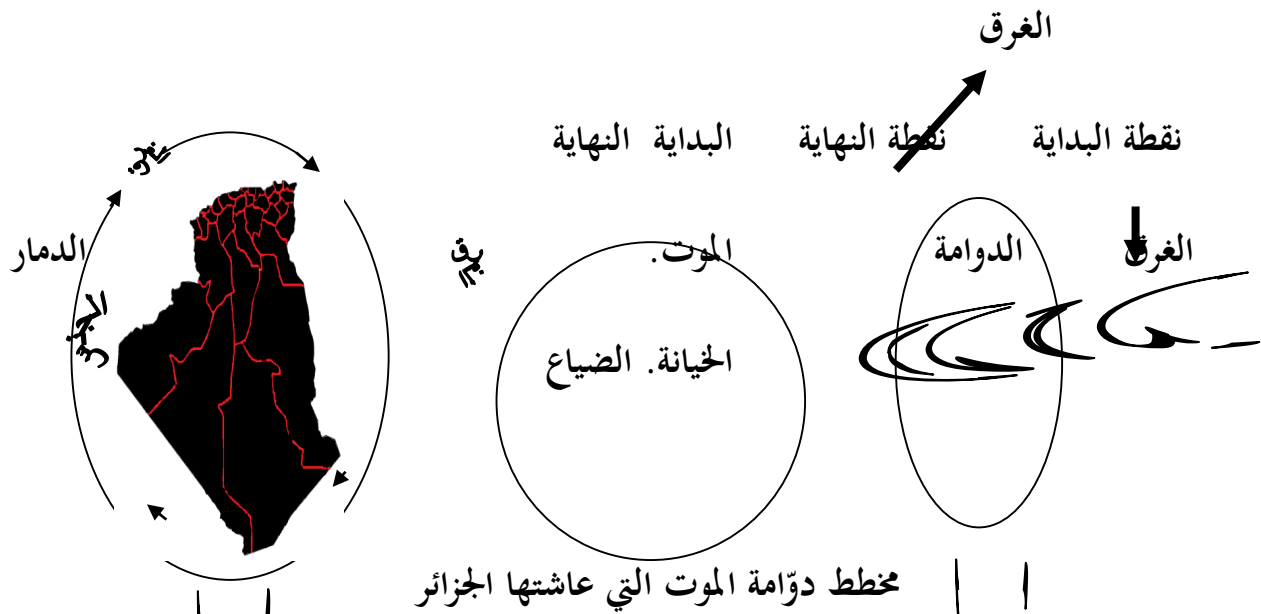 الغرق
نقطة البداية نقطة النهاية البداية النهاية
الغرق الدوامة الموت. الدمار
الخيانة. الضياع
مخطط دوّامة الموت التي عاشتها الجزائر